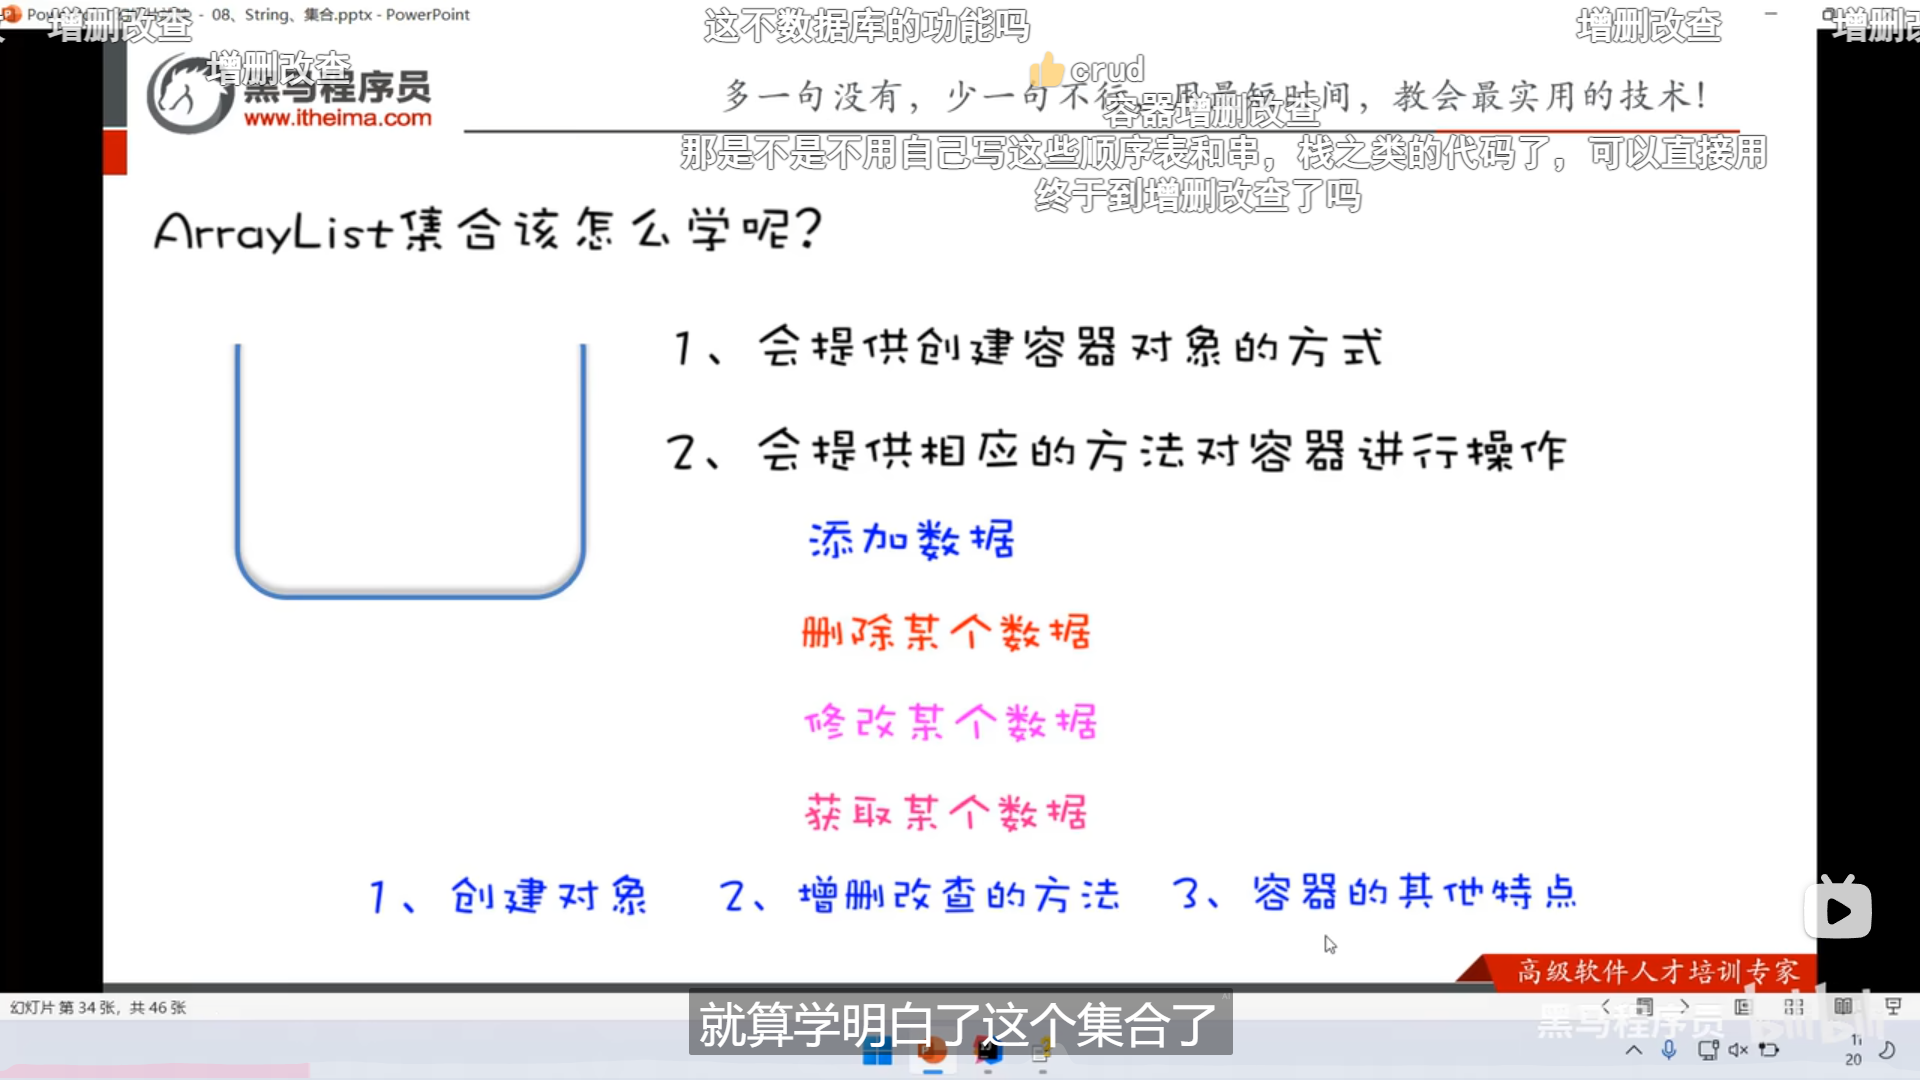 - 08、String、集合.pptx - PowerPoint
增删改查
这不数据库的功能吗
增删改查
增删改
增删改查
crud
黑马程序员
www.itheima.com
多一句没有，少一句不行，用最短时间，教会最实用的技术！
容器增删改查
那是不是不用自己写这些顺序表和串，栈之类的代码了，可以直接用
终于到增删改查了吗
ArrayList集合该怎么学呢？
1、会提供创建容器对象的方式
2、会提供相应的方法对容器进行操作
添加数据
删除某个数据
修改某个数据
获取某个数据
1、创建对象 2、增删改查的方法 3、容器的其他特点
高级软件人才培训专家
幻灯片 第 34 张，共 46 张
就算学明白了这个集合了
AI
黑马程序员 bilibili